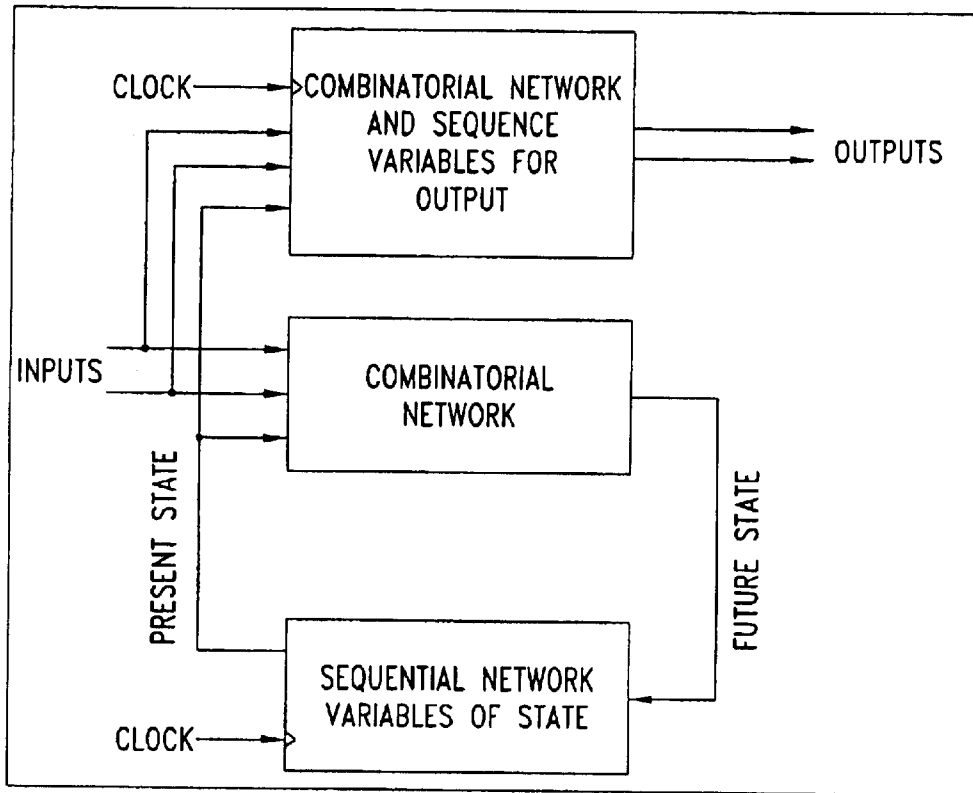 CLOCK
COMBINATORIAL NETWORK
AND SEQUENCE
VARIABLES FOR
OUTPUT
OUTPUTS
INPUTS
COMBINATORIAL
NETWORK
PRESENT STATE
FUTURE STATE
SEQUENTIAL NETWORK
VARIABLES OF STATE
CLOCK